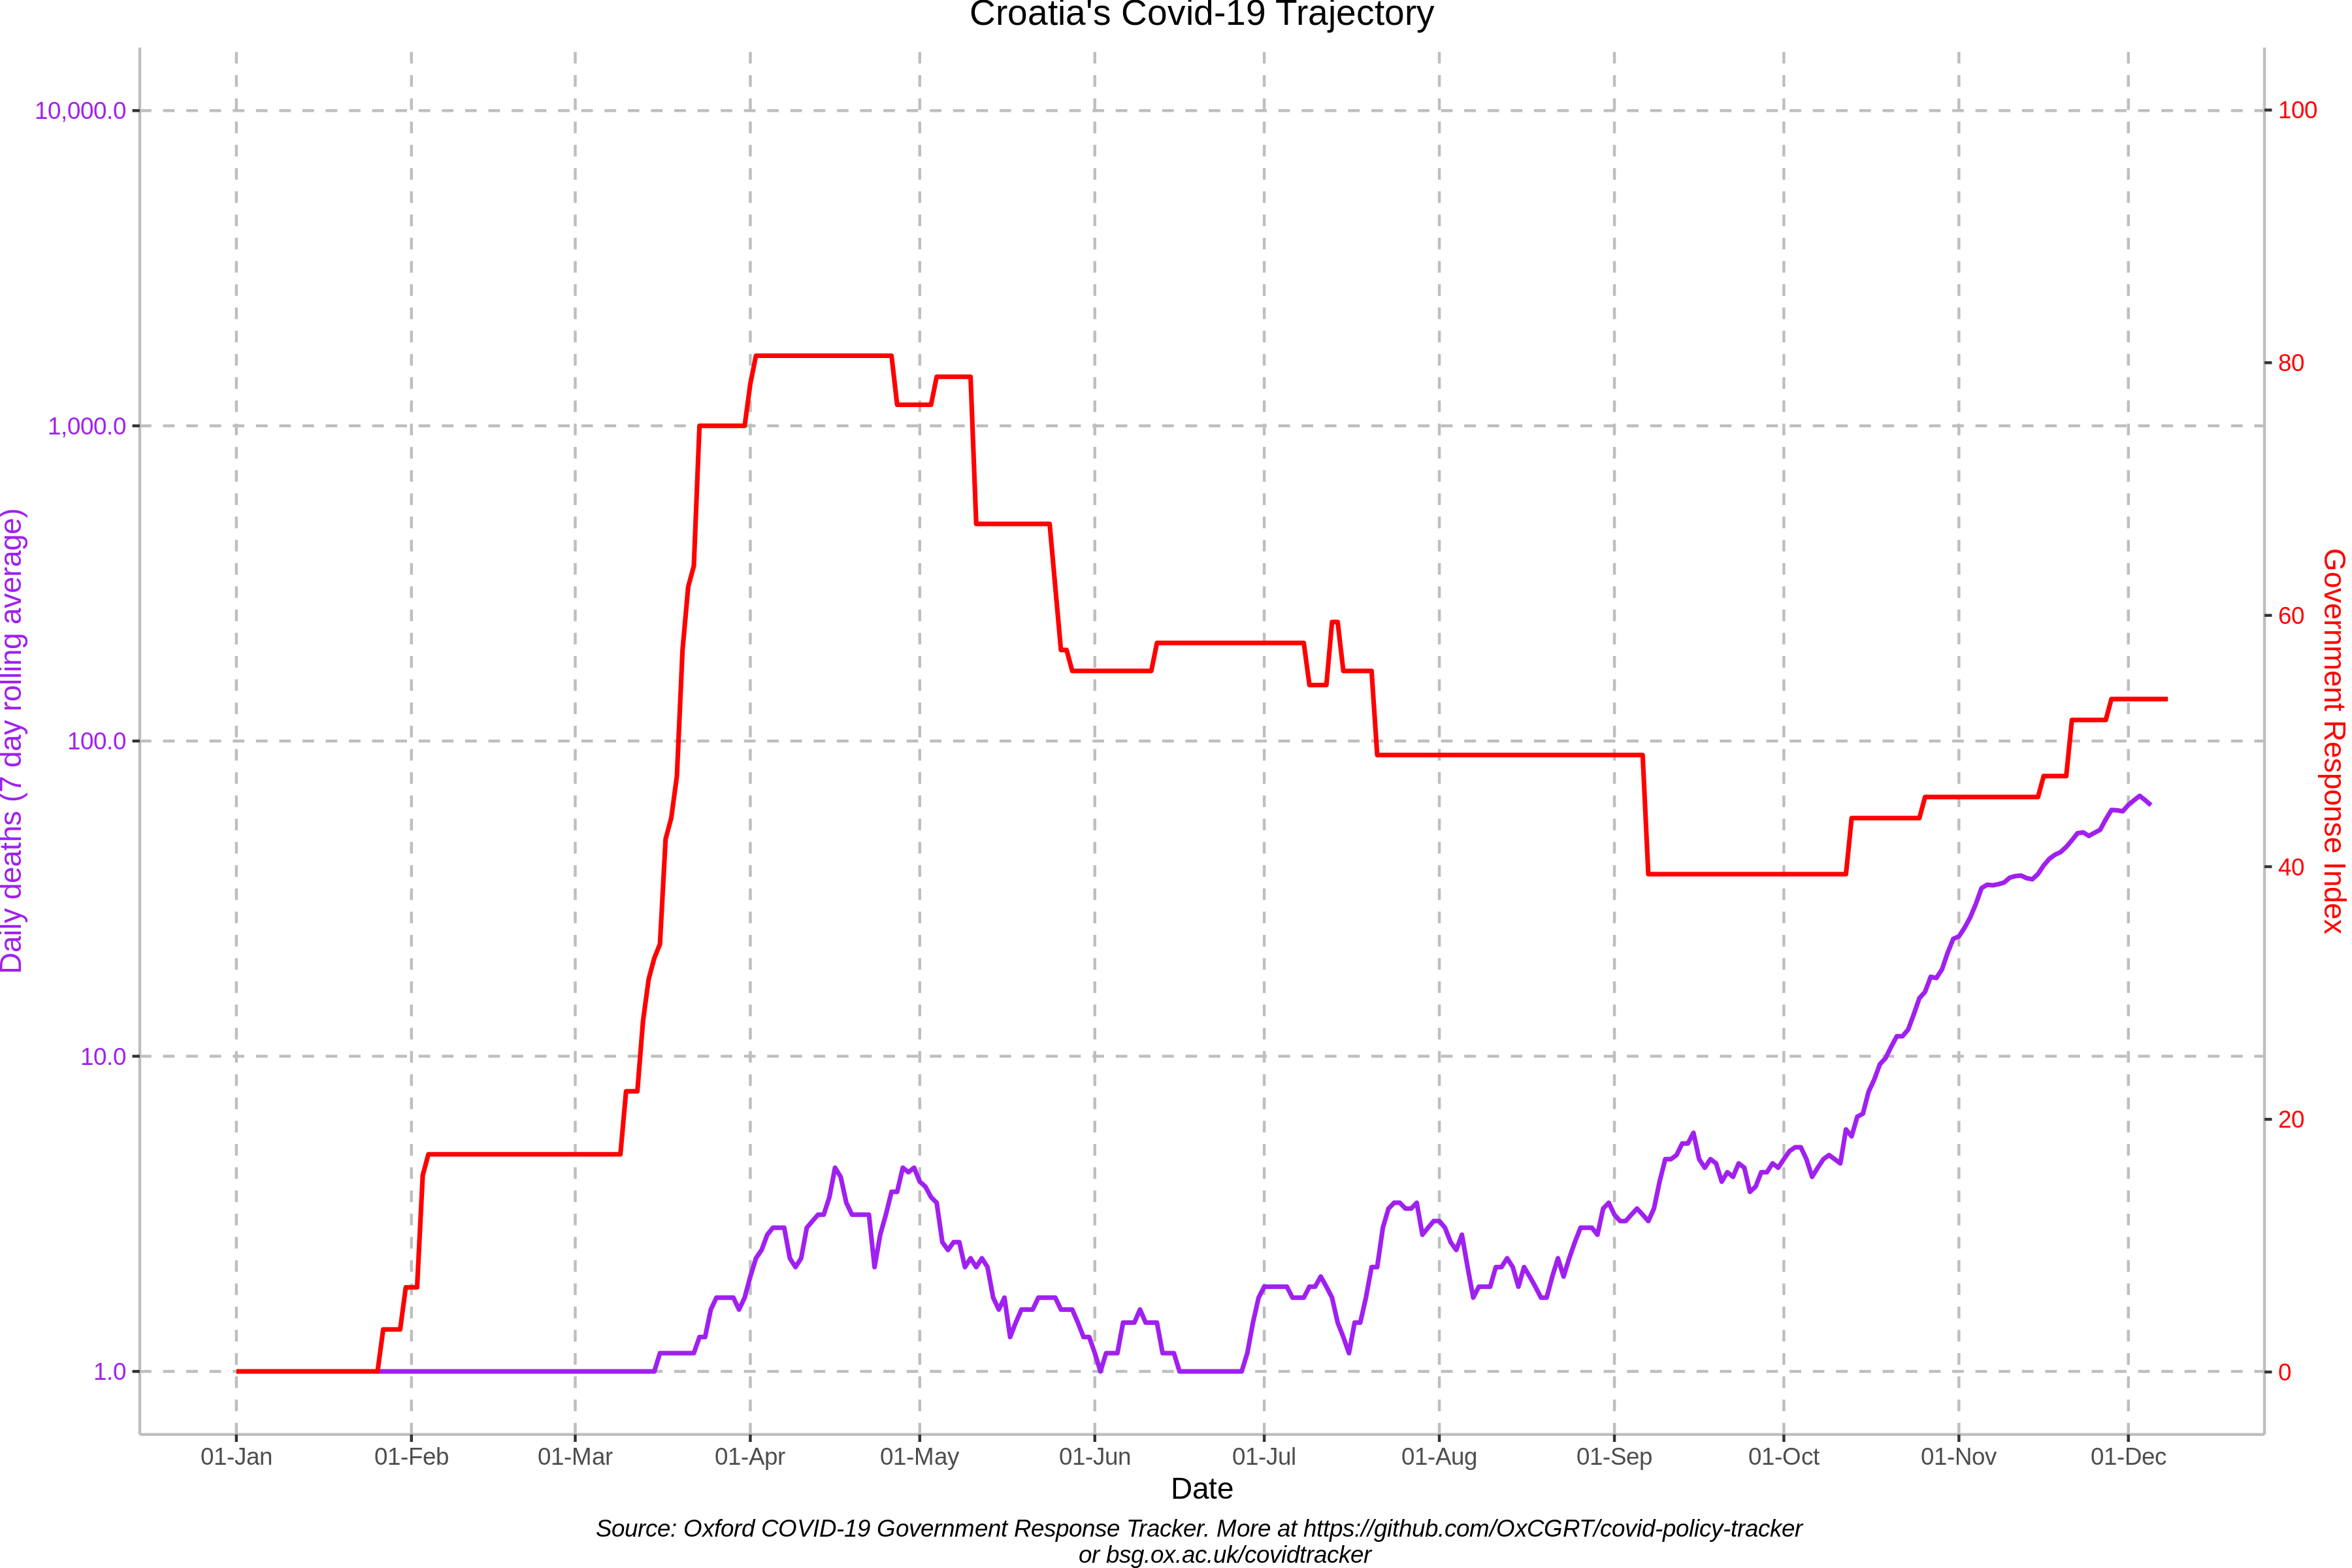 Croatia's Covid-19 Trajectory
10,000.0
1,000.0
100.0
10.0
1.0
Daily deaths (7 day rolling average)
100
80
60
40
20
0
Government Response Index
01-Jan
01-Feb
01-Mar
01-Apr
01-May
01-Jun
01-Jul
01-Aug
01-Sep
01-Oct
01-Nov
01-Dec
Date
Source: Oxford COVID-19 Government Response Tracker. More at https://github.com/OxCGRT/covid-policy-tracker
or bsg.ox.ac.uk/covidtracker